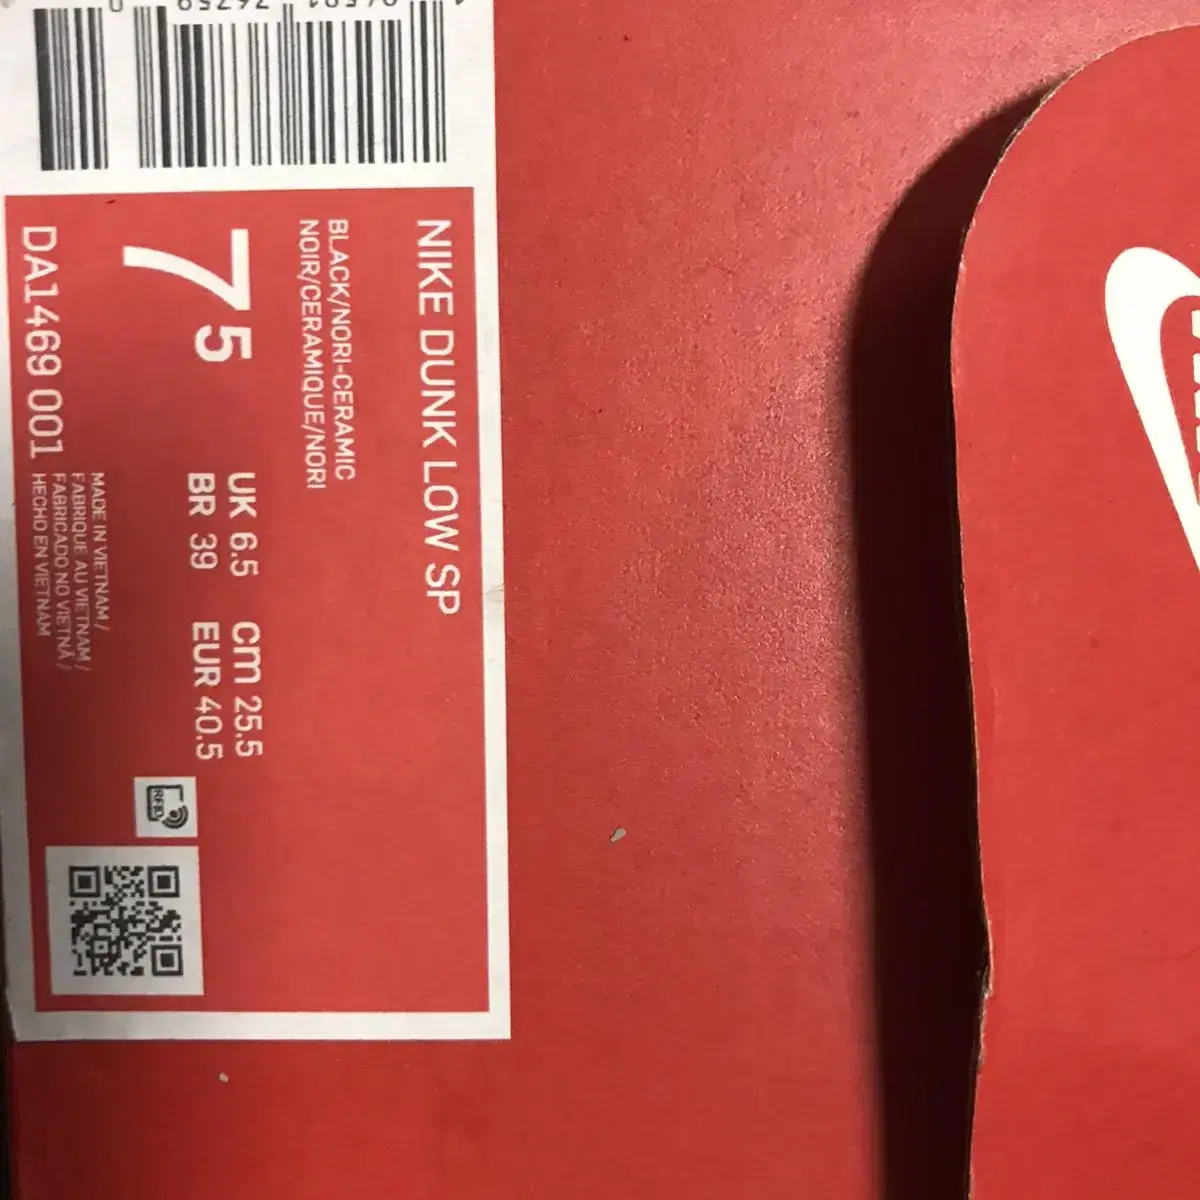 NIKE DUNK LOW SP
BLACK/NORI-CERAMIC
NOIR/CERAMIQUE/NORI
7 5
UK 6.5 cm 25.5
BR 39 EUR 40.5
DA1469 001
MADE IN VIETNAM /
FABRIQUE AU VIETNAM /
FABRICADO NO VIETNÃ /
HECHO EN VIETNAM
RFID